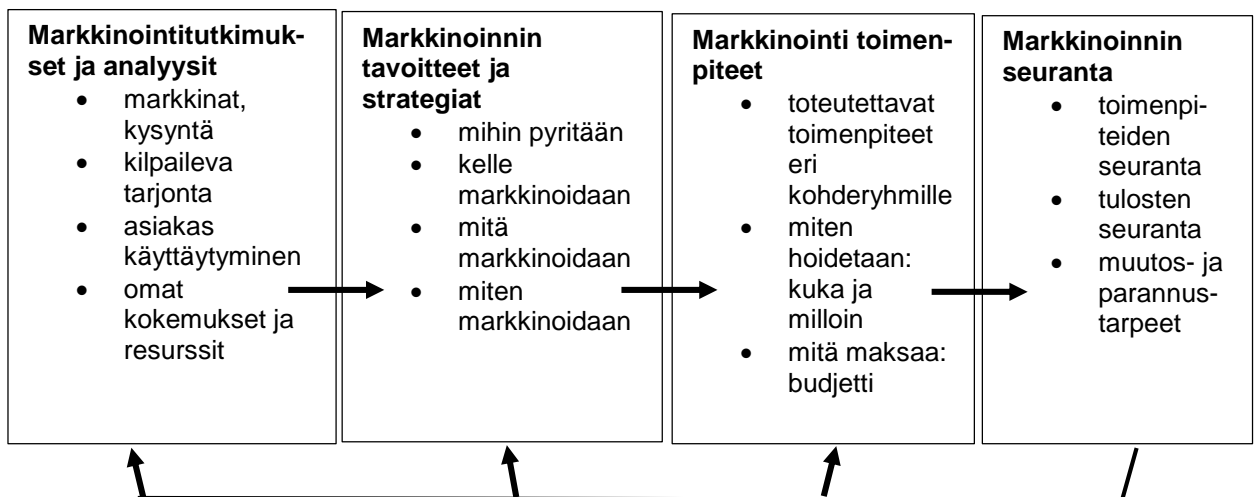 Markkinointitutkimuk-
set ja analyysit
• markkinat,
kysyntä
• kilpaileva
tarjonta
• asiakas
käyttäytyminen
• omat
kokemukset ja
resurssit
Markkinoinnin
tavoitteet ja
strategiat
• mihin pyritään
• kelle
markkinoidaan
• mitä
markkinoidaan
• miten
markkinoidaan
Markkinointi toimen-
piteet
• toteutettavat
toimenpiteet
eri
kohderyhmille
• miten
hoidetaan:
kuka ja
milloin
• mitä maksaa:
budjetti
Markkinoinnin
seuranta
• toimenpi-
teiden
seuranta
• tulosten
seuranta
• muutos- ja
parannus-
tarpeet